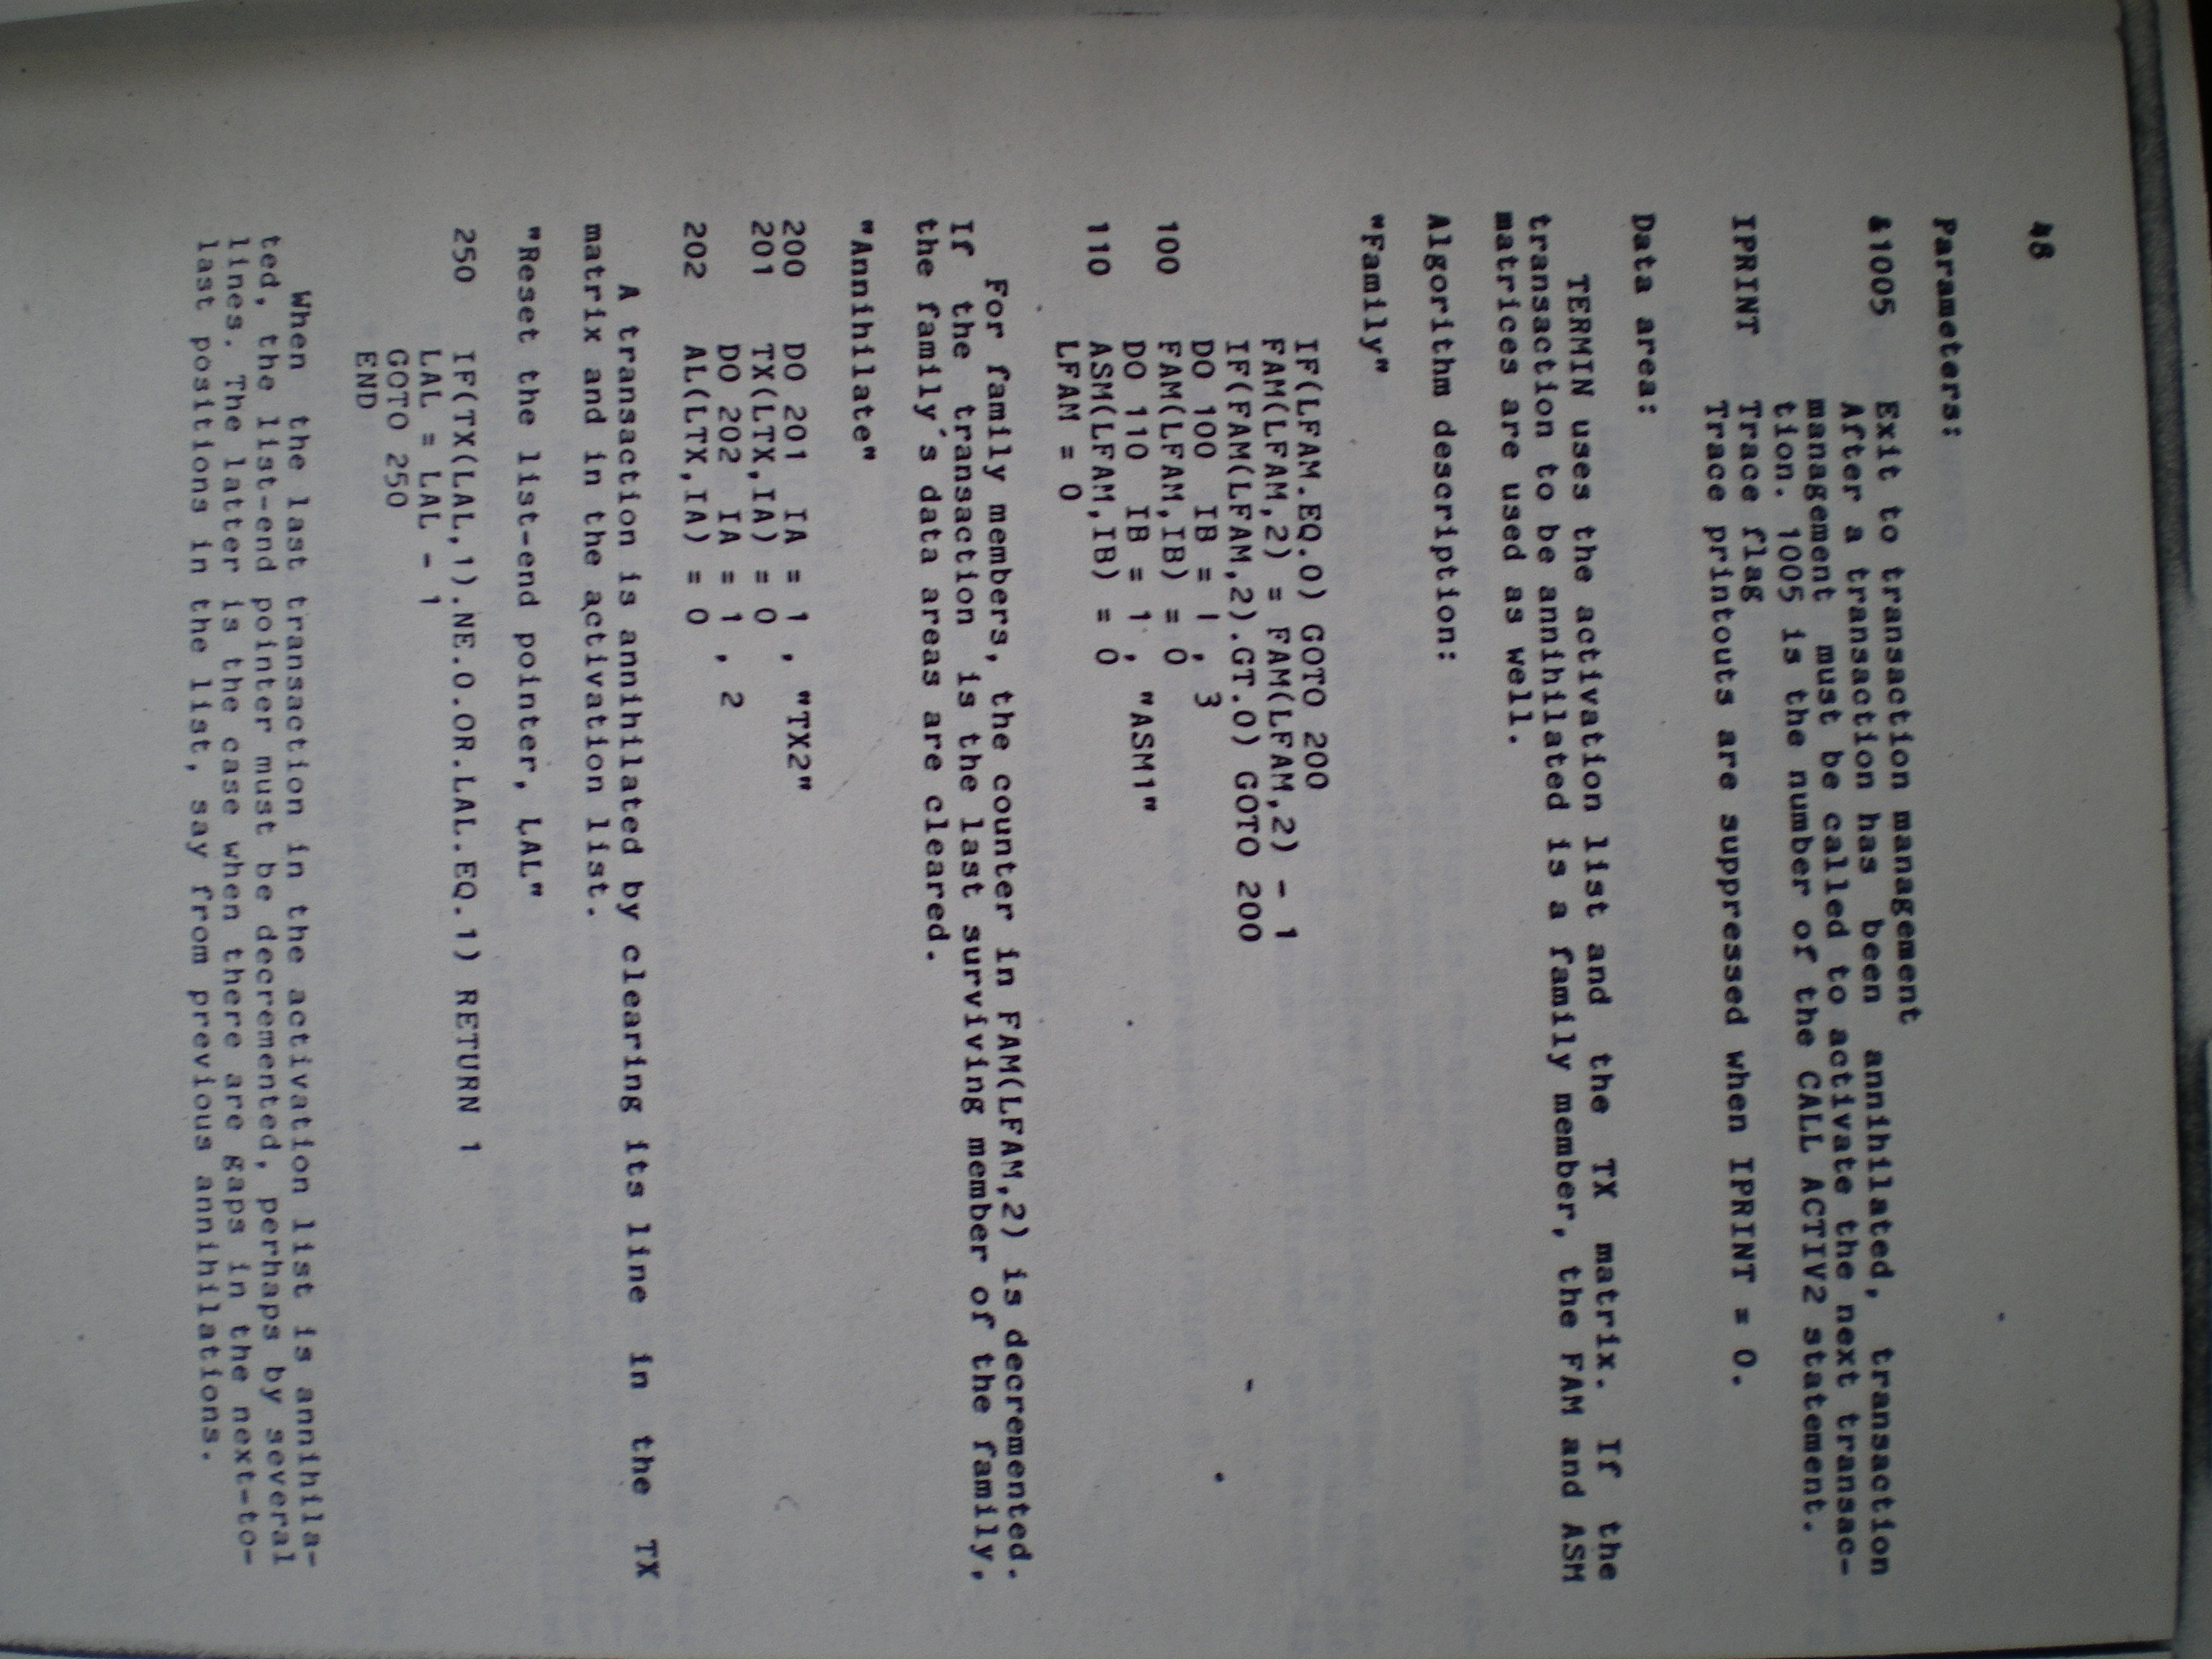 48
Parameters:
&1005 Exit to transaction management
After a transaction has been annihilated, transaction
management must be called to activate the next transac-
tion. 1005 is the number of the CALL ACTIV2 statement.
IPRINT Trace flag
Trace printouts are suppressed when IPRINT = 0.
Data area:
TERMIN uses the activation list and the TX matrix. If the
transaction to be annihilated is a family member, the FAM and ASM
matrices are used as well.
Algorithm description:
"Family"
IF(LFAM.EQ.0) GOTO 200
FAM(LFAM,2) = FAM(LFAM,2) - 1
IF(FAM(LFAM,2).GT.0) GOTO 200
DO 100 IB = 1 , 3
100 FAM(LFAM,IB) = 0
DO 110 IB = 1 , "ASM1"
110 ASM(LFAM,IB) = 0
LFAM = 0
For family members, the counter in FAM(LFAM,2) is decremented.
If the transaction is the last surviving member of the family,
the family's data areas are cleared.
"Annihilate"
200 DO 201 IA = 1 , "TX2"
201 TX(LTX,IA) = 0
DO 202 IA = 1 , 2
202 AL(LTX,IA) = 0
A transaction is annihilated by clearing its line in the TX
matrix and in the activation list.
"Reset the list-end pointer, LAL"
250 IF(TX(LAL,1).NE.0.OR.LAL.EQ.1) RETURN 1
LAL = LAL - 1
GOTO 250
END
When the last transaction in the activation list is annihila-
ted, the list-end pointer must be decremented, perhaps by several
lines. The latter is the case when there are gaps in the next-to-
last positions in the list, say from previous annihilations.